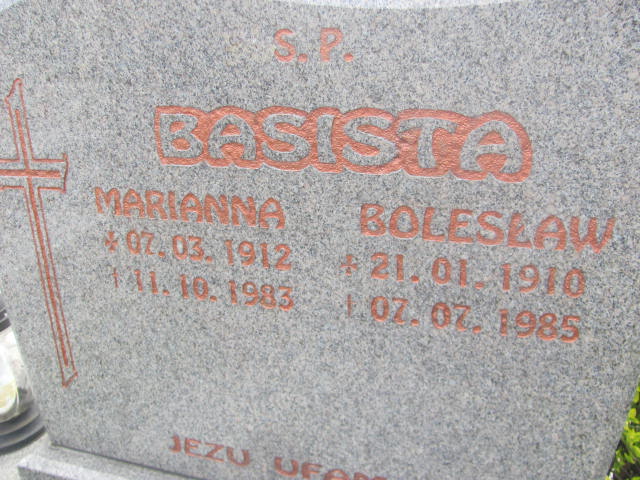 S.P.
BASISTA
MARIANNA
* 07.03.1912
† 11.10.1983
BOLESŁAW
* 21.01.1910
† 07.07.1985
JEZU UFAM